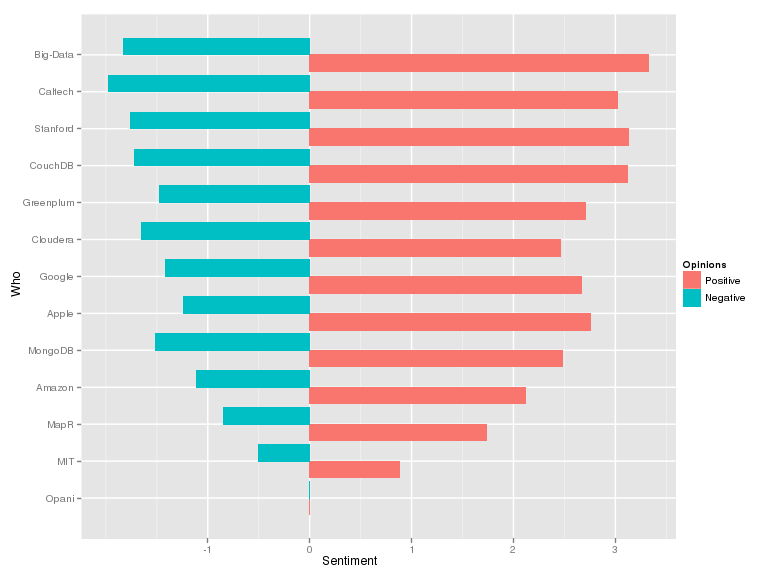 Big-Data
Caltech
Stanford
CouchDB
Greenplum
Cloudera
Google
Apple
MongoDB
Amazon
MapR
MIT
Opani
Who
-1 0 1 2 3
Sentiment
Opinions
Positive
Negative